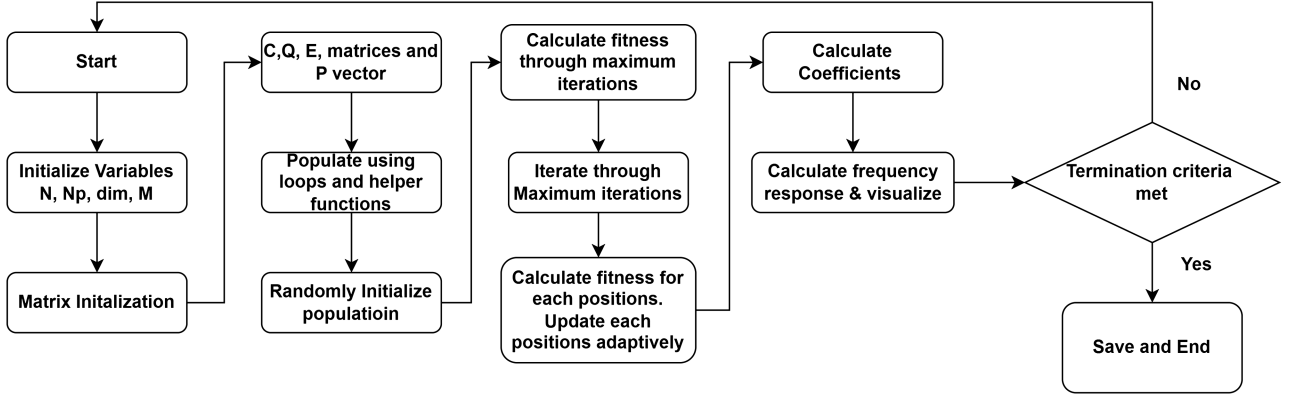 Start
Initialize Variables
N, Np, dim, M
Matrix Initalization
C,Q, E, matrices and
P vector
Populate using
loops and helper
functions
Randomly Initialize
populatioin
Calculate fitness
through maximum
iterations
Iterate through
Maximum iterations
Calculate fitness for
each positions.
Update each
positions adaptively
Calculate
Coefficients
Calculate frequency
response & visualize
No
Termination criteria
met
Yes
Save and End